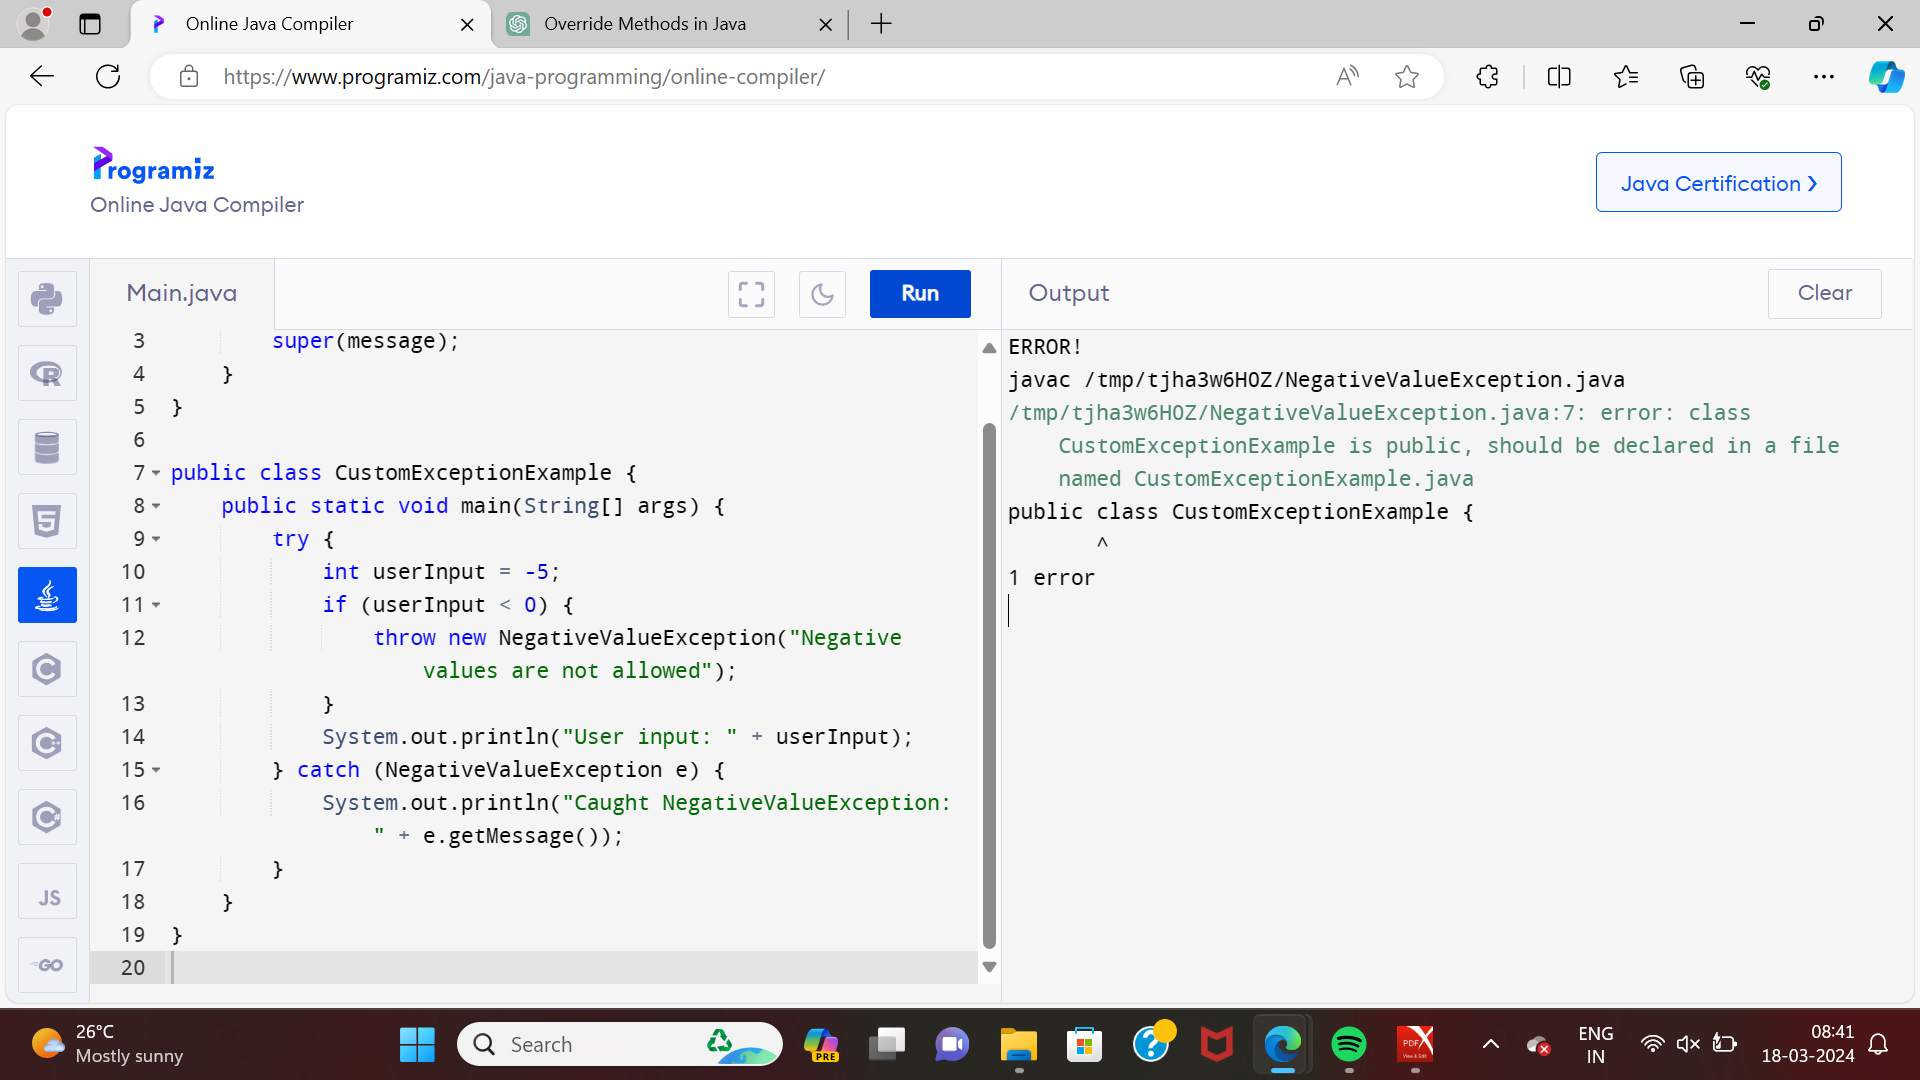 Online Java Compiler
Override Methods in Java
https://www.programiz.com/java-programming/online-compiler/
Programiz
Online Java Compiler
Java Certification ❯
Main.java
Run
Output
Clear
3 super(message);
4 }
5 }
6
7 public class CustomExceptionExample {
8 public static void main(String[] args) {
9 try {
10 int userInput = -5;
11 if (userInput < 0) {
12 throw new NegativeValueException("Negative
values are not allowed");
13 }
14 System.out.println("User input: " + userInput);
15 } catch (NegativeValueException e) {
16 System.out.println("Caught NegativeValueException:
" + e.getMessage());
17 }
18 }
19 }
20
ERROR!
javac /tmp/tjha3w6HOZ/NegativeValueException.java
/tmp/tjha3w6HOZ/NegativeValueException.java:7: error: class
CustomExceptionExample is public, should be declared in a file
named CustomExceptionExample.java
public class CustomExceptionExample {
^
1 error
JS
GO
26°C
Mostly sunny
Search
PRE
PDF
View & Edit
ENG
IN
08:41
18-03-2024